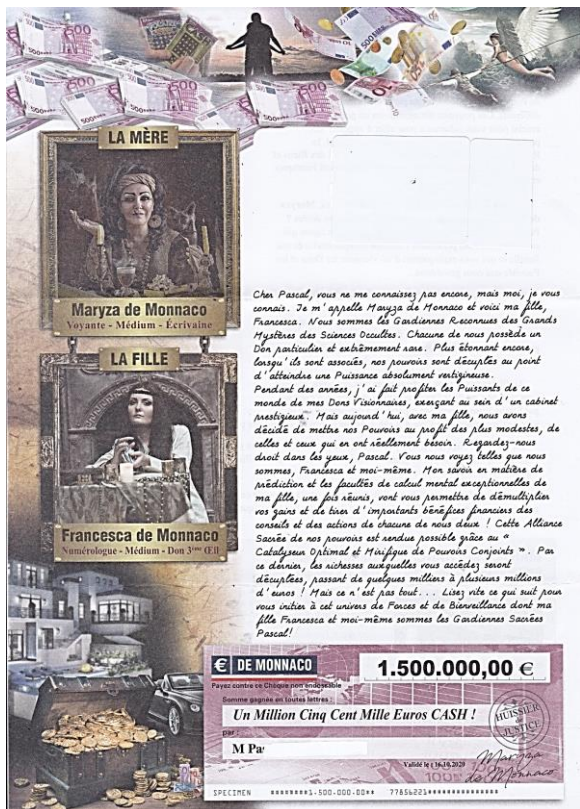 LA MÈRE
Maryza de Monnaco
Voyante - Médium - Écrivaine
LA FILLE
Francesca de Monnaco
Numérologue - Médium - Don 3ème Œil
Cher Pascal, vous ne me connaissez pas encore, mais moi, je vous
connais. Je m'appelle Maryza de Monnaco et voici ma fille,
Francesca. Nous sommes les Gardiennes Reconnues des Grands
Mystères des Sciences Occultes. Chacune de nous possède un
Don particulier et extrêmement rare. Plus étonnant encore,
lorsqu'ils sont associés, nos pouvoirs sont décuplés au point
d'atteindre une Puissance absolument vertigineuse.
Pendant des années, j'ai fait profiter les Puissants de ce
monde de mes Dons Visionnaires, exerçant au sein d'un cabinet
prestigieux. Mais aujourd'hui, avec ma fille, nous avons
décidé de mettre nos Pouvoirs au profit des plus modestes, de
celles et ceux qui en ont réellement besoin. Regardez-nous
droit dans les yeux, Pascal. Vous nous voyez telles que nous
sommes, Francesca et moi-même. Mon savoir en matière de
prédiction et les facultés de calcul mental exceptionnelles de
ma fille, une fois réunis, vont vous permettre de démultiplier
vos gains et de tirer d'importants bénéfices financiers des
conseils et des actions de chacune de nous deux ! Cette Alliance
Sacrée de nos pouvoirs est rendue possible grâce au «
Catalyseur Optimal et Mirifique de Pouvoirs Conjoints ». Par
ce dernier, les richesses auxquelles vous accédez seront
décuplées, passant de quelques milliers à plusieurs millions
d'euros ! Mais ce n'est pas tout... Lisez vite ce qui suit pour
vous initier à cet univers de Forces et de Bienveillance dont ma
fille Francesca et moi-même sommes les Gardiennes Sacrées
Pascal!
€ DE MONNACO
1.500.000,00 €
Payez contre ce Chèque non endossable
Somme gagnée en toutes lettres :
Un Million Cinq Cent Mille Euros CASH !
par :
M Pas
HUISSIER de JUSTICE
Validé le : 16.10.2020
Maryza
de Monnaco
SPECIMEN
1-500-000.00
77856221